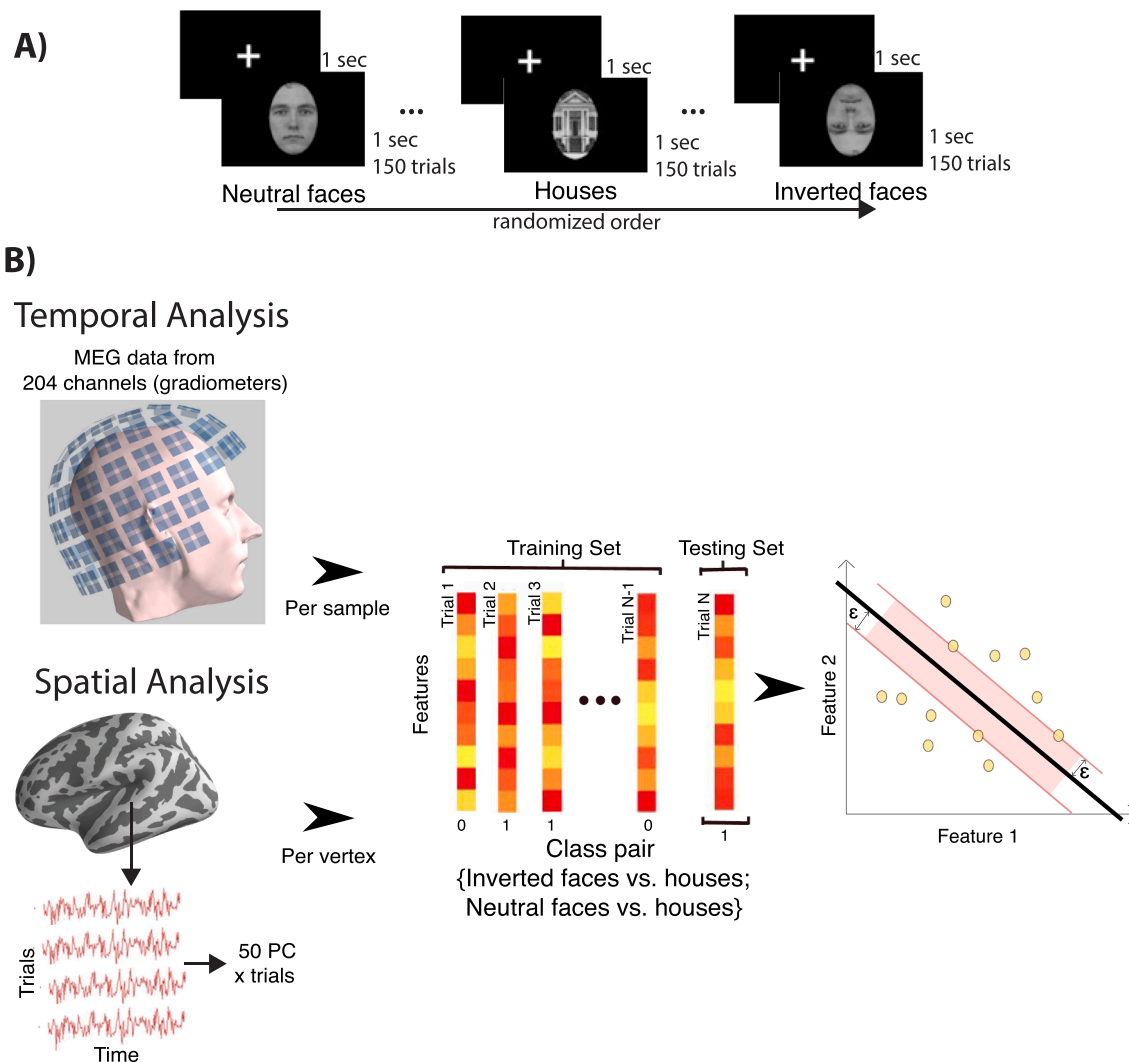 A)
1 sec
1 sec
1 sec
...
...
1 sec
150 trials
1 sec
150 trials
1 sec
150 trials
Neutral faces
Houses
Inverted faces
randomized order
B)
Temporal Analysis
MEG data from
204 channels (gradiometers)
Per sample
Spatial Analysis
Per vertex
Trials
Time
50 PC
x trials
Training Set
Testing Set
Trial 1
Trial 2
Trial 3
Trial N-1
Trial N
Features
...
0
1
1
0
1
Class pair
{Inverted faces vs. houses;
Neutral faces vs. houses}
ε
ε
Feature 2
Feature 1